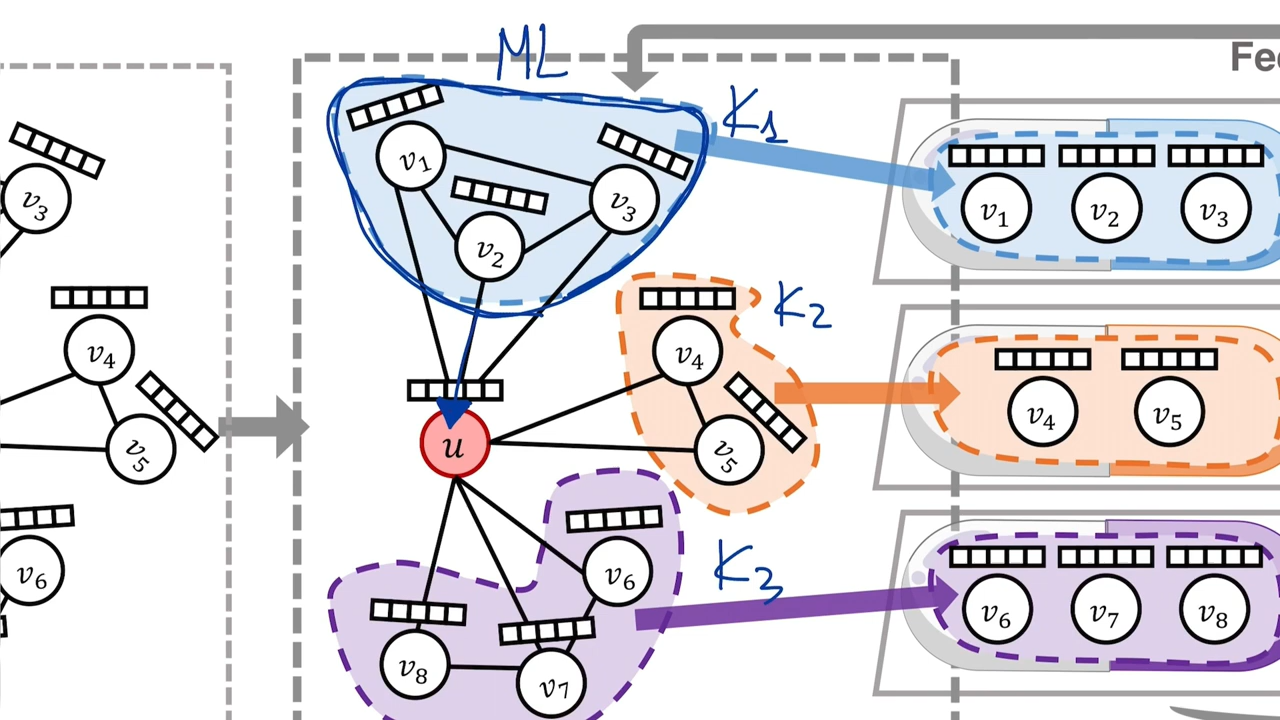 ML
Fe
K1
v3
v1
v3
v2
v1 v2 v3
K2
v4
v4
v4 v5
v5
u
v5
v6
v6
K3
v6 v7 v8
v8
v7